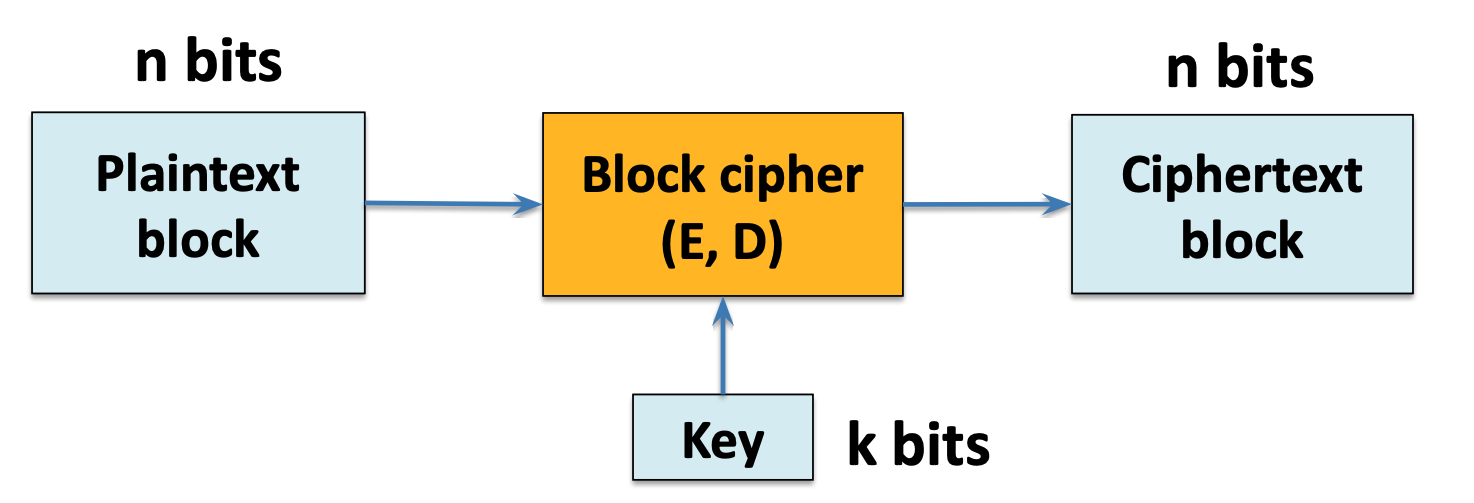 n bits
n bits
Plaintext
block
Block cipher
(E, D)
Ciphertext
block
Key
k bits